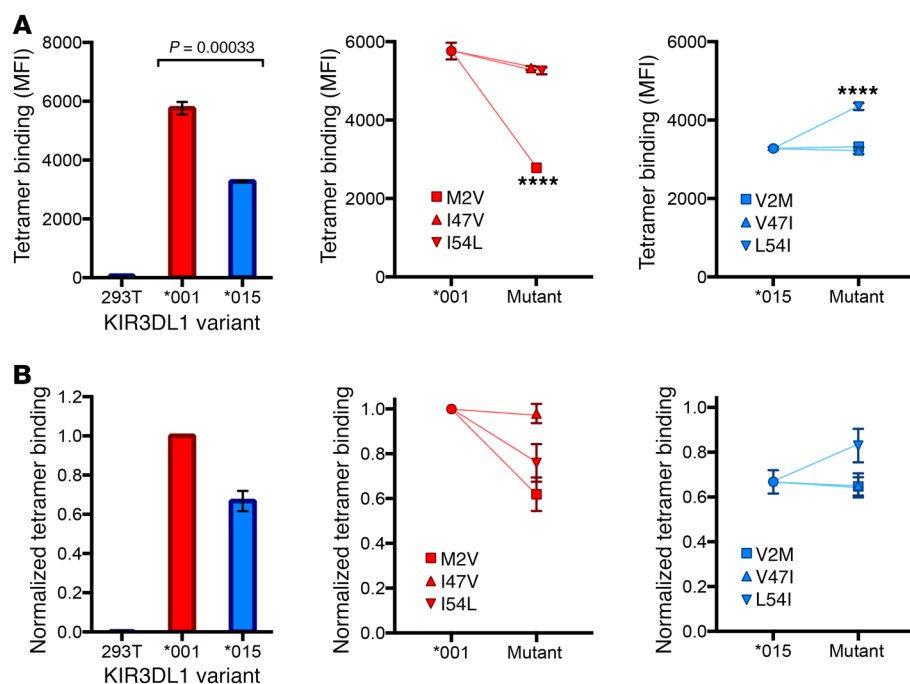 A
Tetramer binding (MFI)
8000
6000
4000
2000
0
P = 0.00033
293T *001 *015
KIR3DL1 variant
Tetramer binding (MFI)
6000
4000
2000
0
****
M2V
I47V
I54L
*001 Mutant
Tetramer binding (MFI)
6000
4000
2000
0
****
V2M
V47I
L54I
*015 Mutant
B
Normalized tetramer binding
1.2
1.0
0.8
0.6
0.4
0.2
0.0
293T *001 *015
KIR3DL1 variant
Normalized tetramer binding
1.0
0.8
0.6
0.4
0.2
0.0
M2V
I47V
I54L
*001 Mutant
Normalized tetramer binding
1.0
0.8
0.6
0.4
0.2
0.0
V2M
V47I
L54I
*015 Mutant